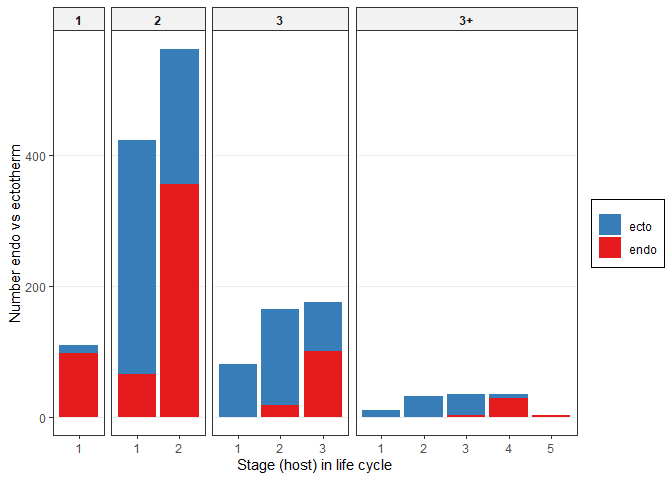 1 2 3 3+
Number endo vs ectotherm
400
200
0
ecto
endo
1 1 2 1 2 3 1 2 3 4 5
Stage (host) in life cycle